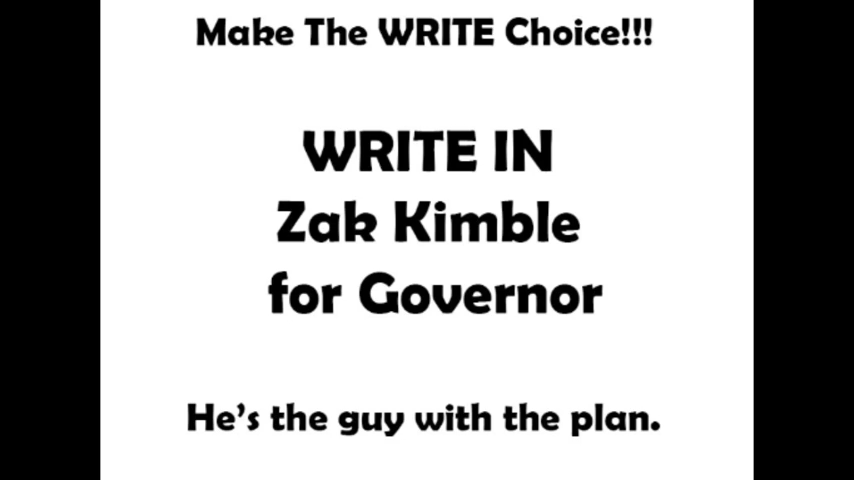 Make The WRITE Choice!!!
WRITE IN
Zak Kimble
for Governor
He's the guy with the plan.